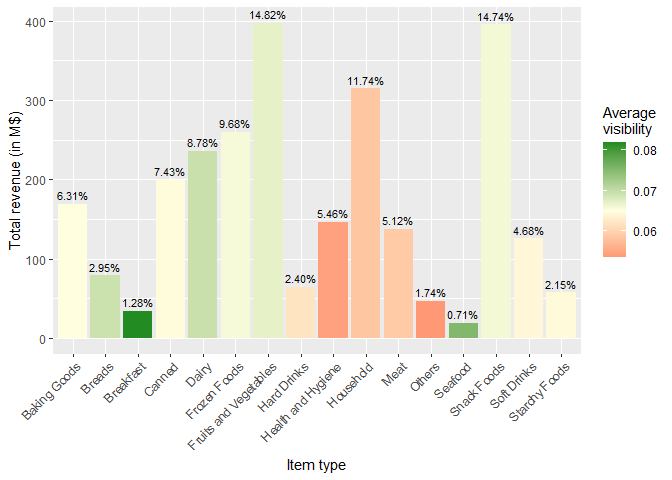 14.82%
14.74%
11.74%
9.68%
8.78%
7.43%
6.31%
5.46%
5.12%
4.68%
2.95%
2.40%
2.15%
1.74%
1.28%
0.71%
400
300
200
100
0
Total revenue (in M$)
Baking Goods
Breads
Breakfast
Canned
Dairy
Frozen Foods
Fruits and Vegetables
Hard Drinks
Health and Hygiene
Household
Meat
Others
Seafood
Snack Foods
Soft Drinks
Starchy Foods
Item type
Average
visibility
0.08
0.07
0.06